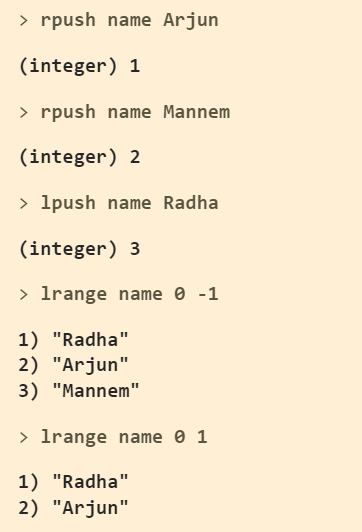 > rpush name Arjun
(integer) 1
> rpush name Mannem
(integer) 2
> lpush name Radha
(integer) 3
> lrange name 0 -1
1) "Radha"
2) "Arjun"
3) "Mannem"
> lrange name 0 1
1) "Radha"
2) "Arjun"